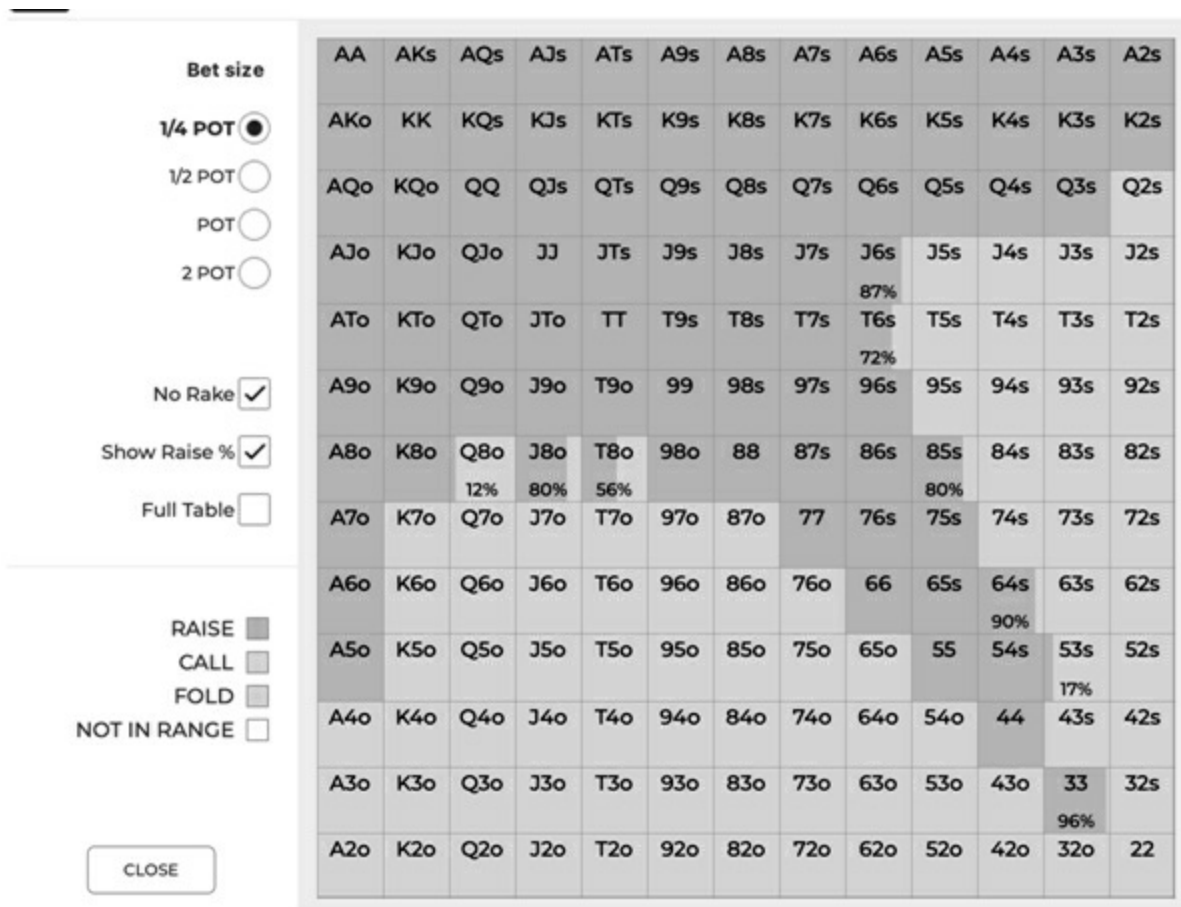 Bet size
1/4 POT
1/2 POT
POT
2 POT
No Rake
Show Raise %
Full Table
RAISE
CALL
FOLD
NOT IN RANGE
CLOSE
AA AKs AQs AJs ATs A9s A8s A7s A6s A5s A4s A3s A2s
AKo KK KQs KJs KTs K9s K8s K7s K6s K5s K4s K3s K2s
AQo KQo QQ QJs QTs Q9s Q8s Q7s Q6s Q5s Q4s Q3s Q2s
AJo KJo QJo JJ JTs J9s J8s J7s J6s J5s J4s J3s J2s
87%
ATo KTo QTo JTo TT T9s T8s T7s T6s T5s T4s T3s T2s
72%
A9o K9o Q9o J9o T9o 99 98s 97s 96s 95s 94s 93s 92s
A8o K8o Q8o J8o T8o 98o 88 87s 86s 85s 84s 83s 82s
12% 80% 56% 80%
A7o K7o Q7o J7o T7o 97o 87o 77 76s 75s 74s 73s 72s
A6o K6o Q6o J6o T6o 96o 86o 76o 66 65s 64s 63s 62s
90%
A5o K5o Q5o J5o T5o 95o 85o 75o 65o 55 54s 53s 52s
17%
A4o K4o Q4o J4o T4o 94o 84o 74o 64o 54o 44 43s 42s
A3o K3o Q3o J3o T3o 93o 83o 73o 63o 53o 43o 33 32s
96%
A2o K2o Q2o J2o T2o 92o 82o 72o 62o 52o 42o 32o 22